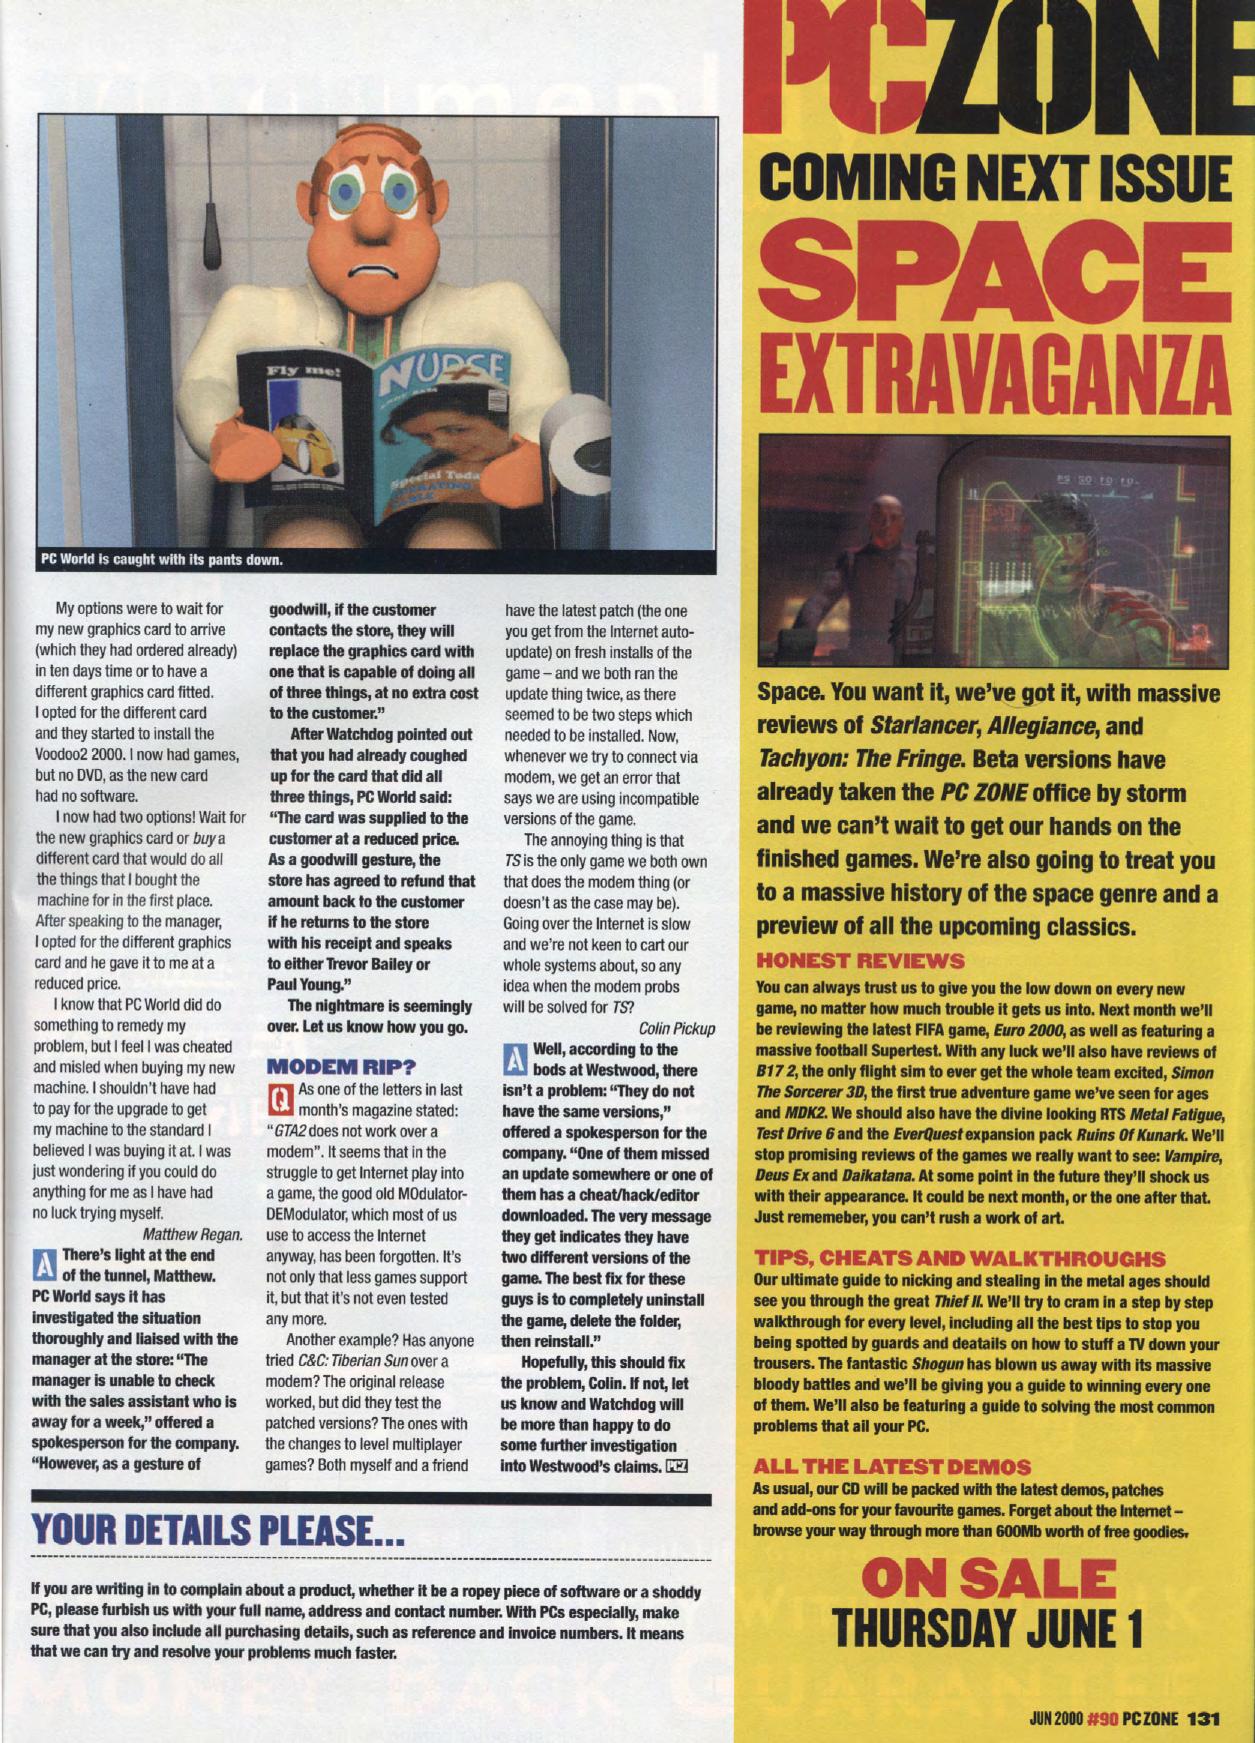 Fly me!
NURSE
Special Today
PC World is caught with its pants down.
My options were to wait for
my new graphics card to arrive
(which they had ordered already)
in ten days time or to have a
different graphics card fitted.
I opted for the different card
and they started to install the
Voodoo2 2000. I now had games,
but no DVD, as the new card
had no software.
I now had two options! Wait for
the new graphics card or buy a
different card that would do all
the things that I bought the
machine for in the first place.
After speaking to the manager,
I opted for the different graphics
card and he gave it to me at a
reduced price.
I know that PC World did do
something to remedy my
problem, but I feel I was cheated
and misled when buying my new
machine. I shouldn't have had
to pay for the upgrade to get
my machine to the standard I
believed I was buying it at. I was
just wondering if you could do
anything for me as I have had
no luck trying myself.
Matthew Regan.
A There's light at the end
of the tunnel, Matthew.
PC World says it has
investigated the situation
thoroughly and liaised with the
manager at the store: "The
manager is unable to check
with the sales assistant who is
away for a week," offered a
spokesperson for the company.
"However, as a gesture of
goodwill, if the customer
contacts the store, they will
replace the graphics card with
one that is capable of doing all
of three things, at no extra cost
to the customer."
After Watchdog pointed out
that you had already coughed
up for the card that did all
three things, PC World said:
"The card was supplied to the
customer at a reduced price.
As a goodwill gesture, the
store has agreed to refund that
amount back to the customer
if he returns to the store
with his receipt and speaks
to either Trevor Bailey or
Paul Young."
The nightmare is seemingly
over. Let us know how you go.
MODEM RIP?
Q As one of the letters in last
month's magazine stated:
"GTA2 does not work over a
modem". It seems that in the
struggle to get Internet play into
a game, the good old MOdulator-
DEModulator, which most of us
use to access the Internet
anyway, has been forgotten. It's
not only that less games support
it, but that it's not even tested
any more.
Another example? Has anyone
tried C&C: Tiberian Sun over a
modem? The original release
worked, but did they test the
patched versions? The ones with
the changes to level multiplayer
games? Both myself and a friend
have the latest patch (the one
you get from the Internet auto-
update) on fresh installs of the
game – and we both ran the
update thing twice, as there
seemed to be two steps which
needed to be installed. Now,
whenever we try to connect via
modem, we get an error that
says we are using incompatible
versions of the game.
The annoying thing is that
TS is the only game we both own
that does the modem thing (or
doesn't as the case may be).
Going over the Internet is slow
and we're not keen to cart our
whole systems about, so any
idea when the modem probs
will be solved for TS?
Colin Pickup
A Well, according to the
bods at Westwood, there
isn't a problem: "They do not
have the same versions,"
offered a spokesperson for the
company. "One of them missed
an update somewhere or one of
them has a cheat/hack/editor
downloaded. The very message
they get indicates they have
two different versions of the
game. The best fix for these
guys is to completely uninstall
the game, delete the folder,
then reinstall."
Hopefully, this should fix
the problem, Colin. If not, let
us know and Watchdog will
be more than happy to do
some further investigation
into Westwood's claims. PCZ
YOUR DETAILS PLEASE...
If you are writing in to complain about a product, whether it be a ropey piece of software or a shoddy
PC, please furbish us with your full name, address and contact number. With PCs especially, make
sure that you also include all purchasing details, such as reference and invoice numbers. It means
that we can try and resolve your problems much faster.
PCZONE
COMING NEXT ISSUE
SPACE
EXTRAVAGANZA
Space. You want it, we've got it, with massive
reviews of Starlancer, Allegiance, and
Tachyon: The Fringe. Beta versions have
already taken the PC ZONE office by storm
and we can't wait to get our hands on the
finished games. We're also going to treat you
to a massive history of the space genre and a
preview of all the upcoming classics.
HONEST REVIEWS
You can always trust us to give you the low down on every new
game, no matter how much trouble it gets us into. Next month we'll
be reviewing the latest FIFA game, Euro 2000, as well as featuring a
massive football Supertest. With any luck we'll also have reviews of
B17 2, the only flight sim to ever get the whole team excited, Simon
The Sorcerer 3D, the first true adventure game we've seen for ages
and MDK2. We should also have the divine looking RTS Metal Fatigue,
Test Drive 6 and the EverQuest expansion pack Ruins Of Kunark. We'll
stop promising reviews of the games we really want to see: Vampire,
Deus Ex and Daikatana. At some point in the future they'll shock us
with their appearance. It could be next month, or the one after that.
Just rememeber, you can't rush a work of art.
TIPS, CHEATS AND WALKTHROUGHS
Our ultimate guide to nicking and stealing in the metal ages should
see you through the great Thief II. We'll try to cram in a step by step
walkthrough for every level, including all the best tips to stop you
being spotted by guards and deatails on how to stuff a TV down your
trousers. The fantastic Shogun has blown us away with its massive
bloody battles and we'll be giving you a guide to winning every one
of them. We'll also be featuring a guide to solving the most common
problems that ail your PC.
ALL THE LATEST DEMOS
As usual, our CD will be packed with the latest demos, patches
and add-ons for your favourite games. Forget about the Internet –
browse your way through more than 600Mb worth of free goodies.
ON SALE
THURSDAY JUNE 1
JUN 2000 #90 PC ZONE 131